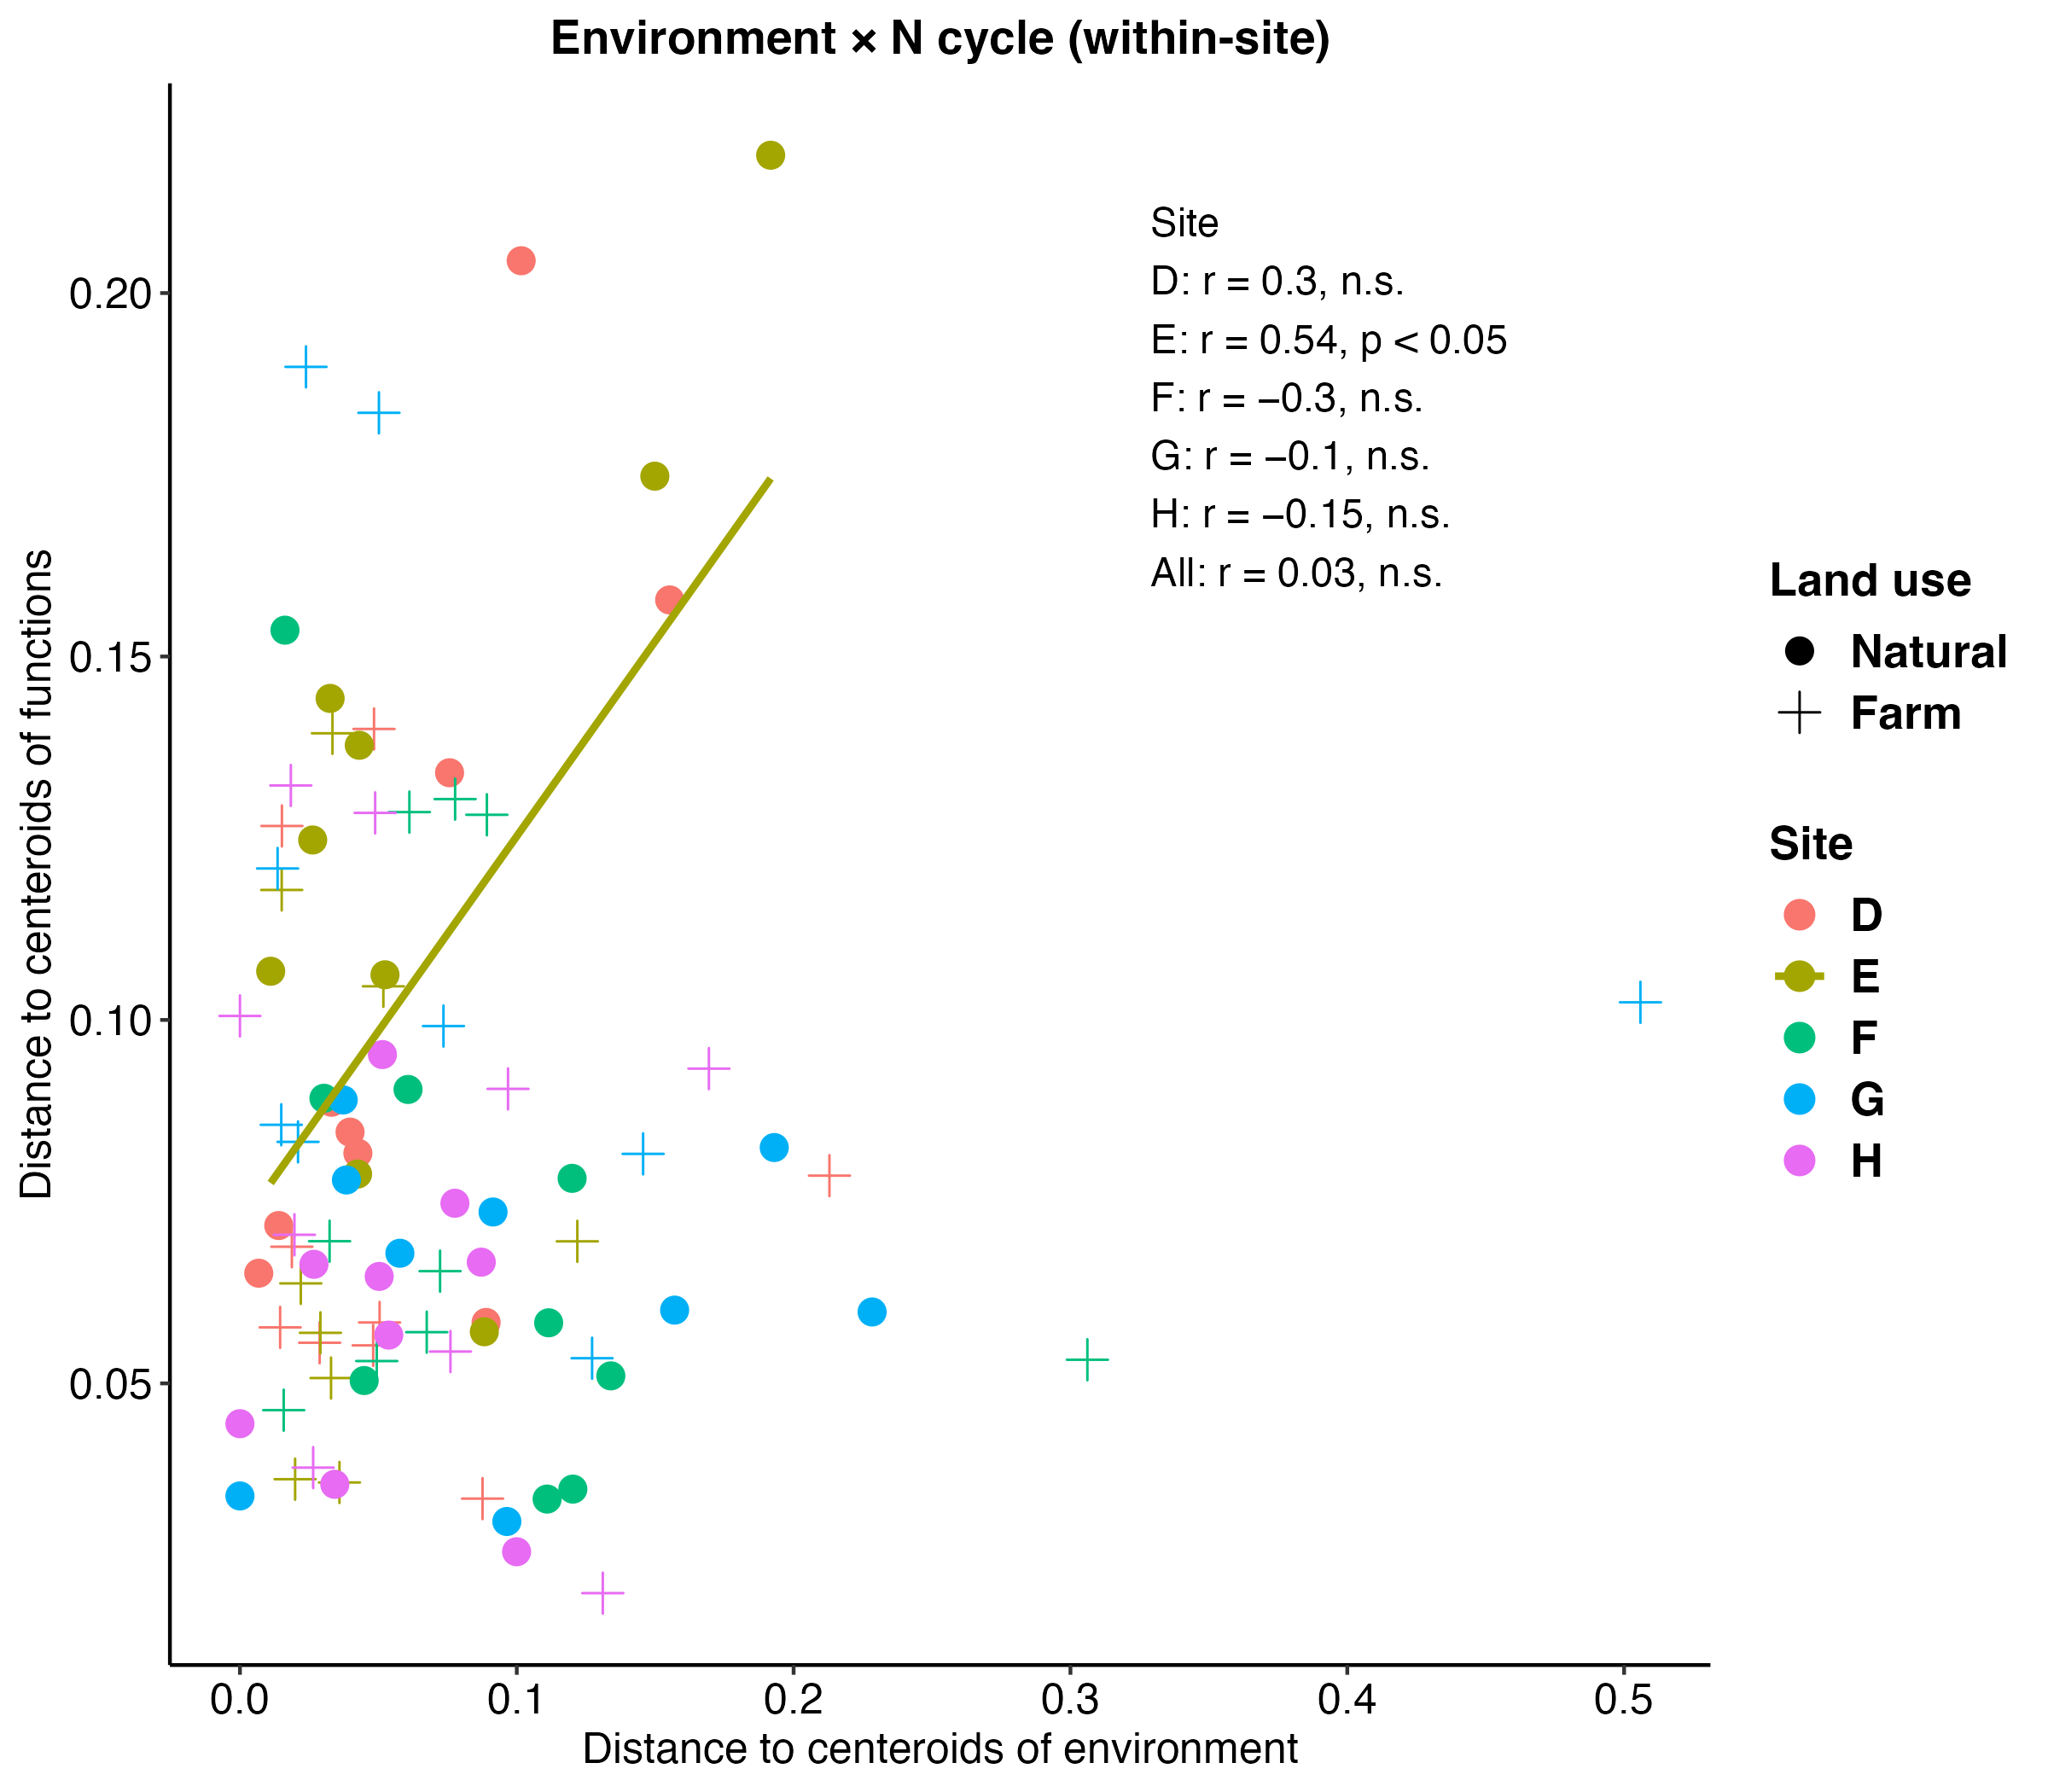 Environment × N cycle (within-site)
Distance to centeroids of functions
0.20
0.15
0.10
0.05
Site
D: r = 0.3, n.s.
E: r = 0.54, p < 0.05
F: r = −0.3, n.s.
G: r = −0.1, n.s.
H: r = −0.15, n.s.
All: r = 0.03, n.s.
Land use
Natural
Farm
Site
D
E
F
G
H
0.0 0.1 0.2 0.3 0.4 0.5
Distance to centeroids of environment